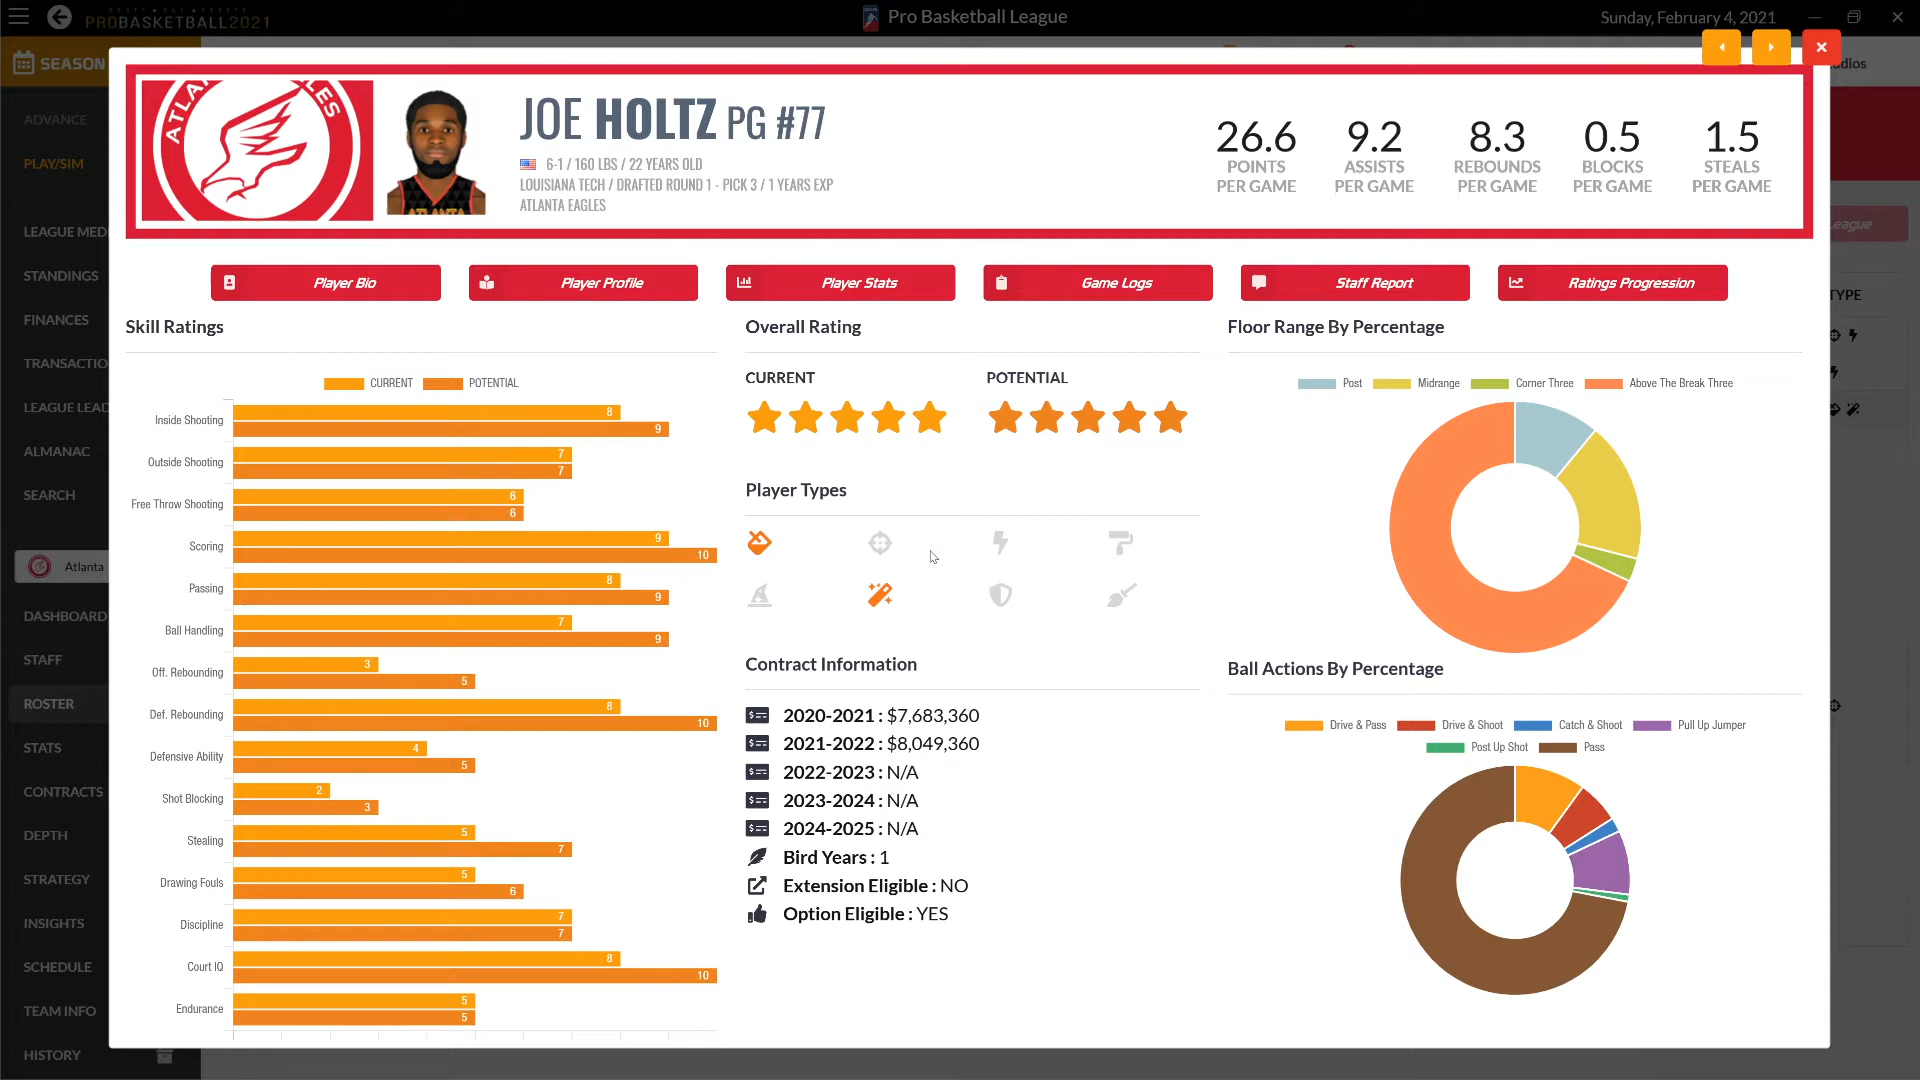 DRAFT DAY SPORTS
PROBASKETBALL2021
Pro Basketball League
Sunday, February 4, 2021
SEASON
ADVANCE
PLAY/SIM
LEAGUE MED
STANDINGS
FINANCES
TRANSACTIO
LEAGUE LEAD
ALMANAC
SEARCH
Atlanta
DASHBOARD
STAFF
ROSTER
STATS
CONTRACTS
DEPTH
STRATEGY
INSIGHTS
SCHEDULE
TEAM INFO
HISTORY
JOE HOLTZ PG #77
6-1 / 160 LBS / 22 YEARS OLD
LOUISIANA TECH / DRAFTED ROUND 1 - PICK 3 / 1 YEARS EXP
ATLANTA EAGLES
26.6 POINTS PER GAME
9.2 ASSISTS PER GAME
8.3 REBOUNDS PER GAME
0.5 BLOCKS PER GAME
1.5 STEALS PER GAME
Player Bio
Player Profile
Player Stats
Game Logs
Staff Report
Ratings Progression
Skill Ratings
CURRENT POTENTIAL
Inside Shooting 8 9
Outside Shooting 7 7
Free Throw Shooting 6 6
Scoring 9 10
Passing 8 9
Ball Handling 7 9
Off. Rebounding 3 5
Def. Rebounding 8 10
Defensive Ability 4 5
Shot Blocking 2 3
Stealing 5 7
Drawing Fouls 5 6
Discipline 7 7
Court IQ 8 10
Endurance 5 5
Overall Rating
CURRENT
POTENTIAL
Player Types
Contract Information
2020-2021 : $7,683,360
2021-2022 : $8,049,360
2022-2023 : N/A
2023-2024 : N/A
2024-2025 : N/A
Bird Years : 1
Extension Eligible : NO
Option Eligible : YES
Floor Range By Percentage
Post Midrange Corner Three Above The Break Three
Ball Actions By Percentage
Drive & Pass Drive & Shoot Catch & Shoot Pull Up Jumper
Post Up Shot Pass
TYPE